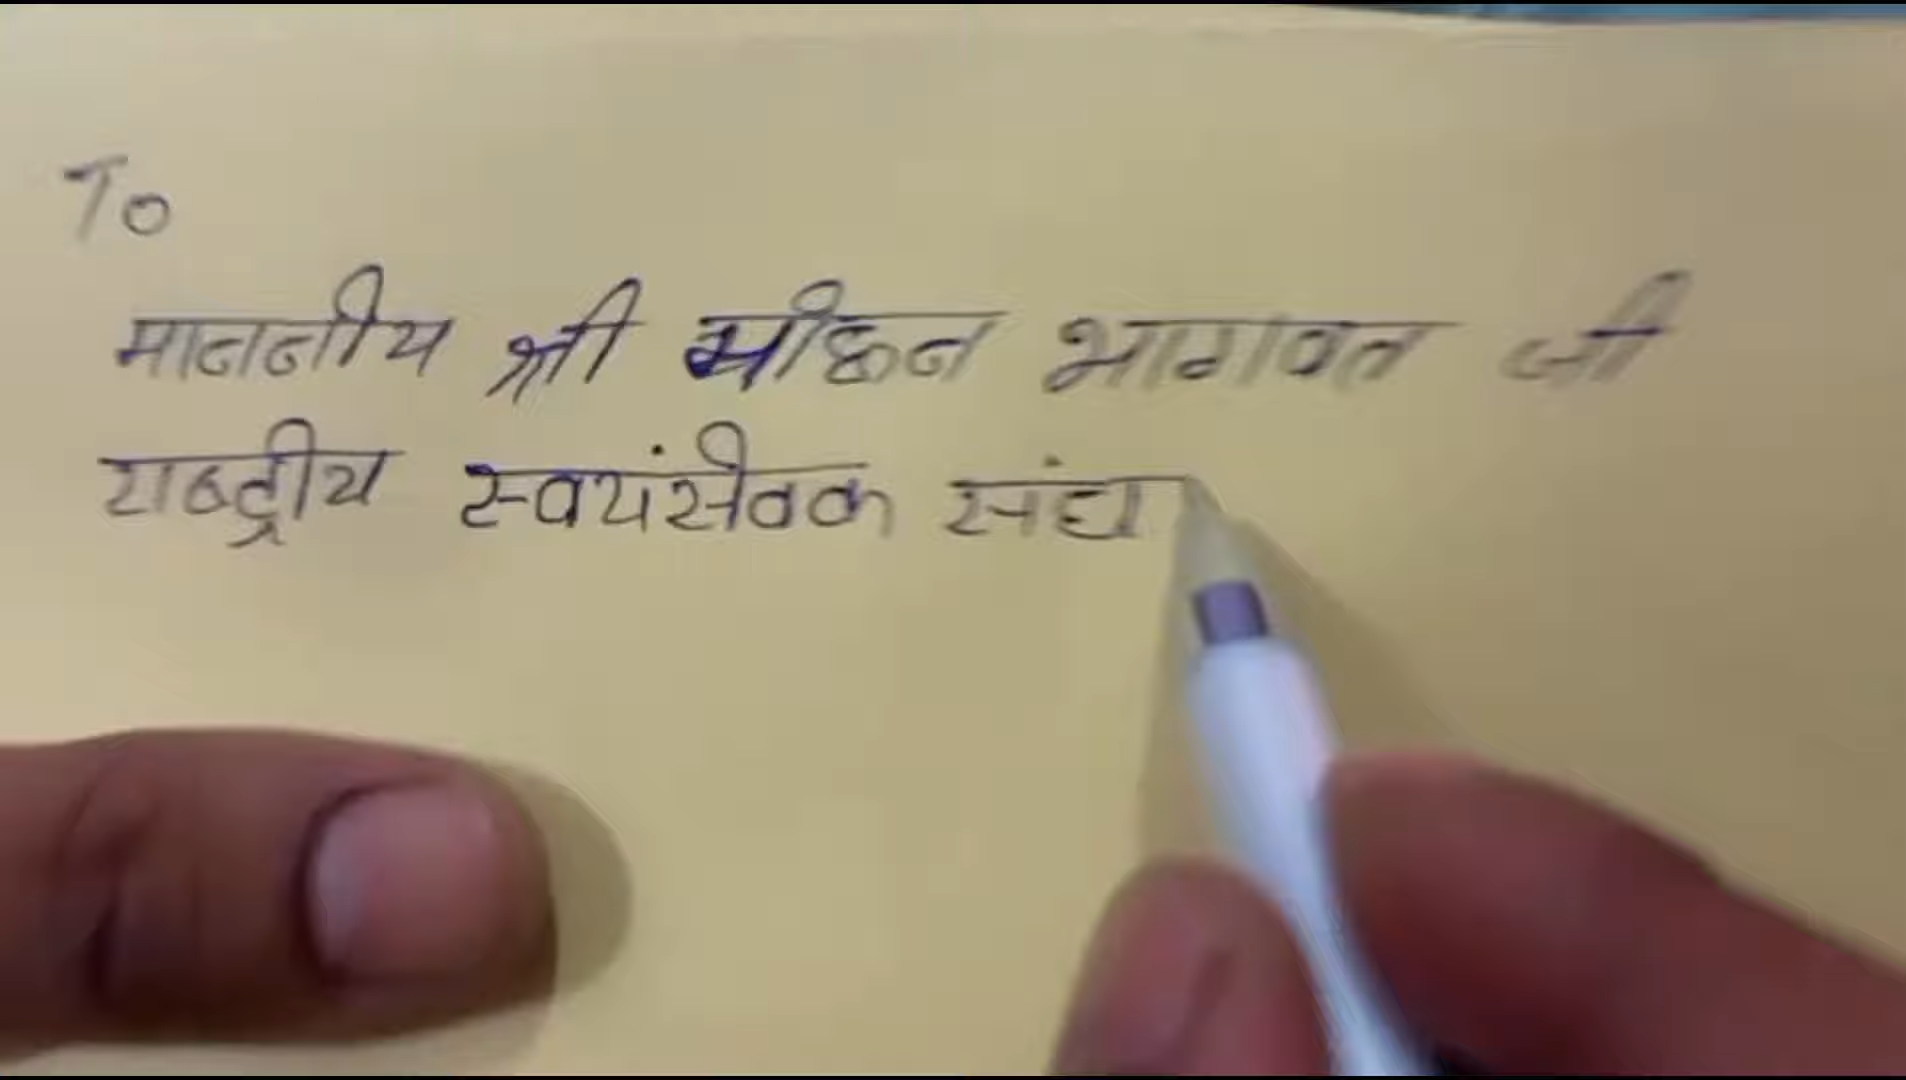 To
माननीय श्री मोहन भागवत जी
राष्ट्रीय स्वयंसेवक संघ